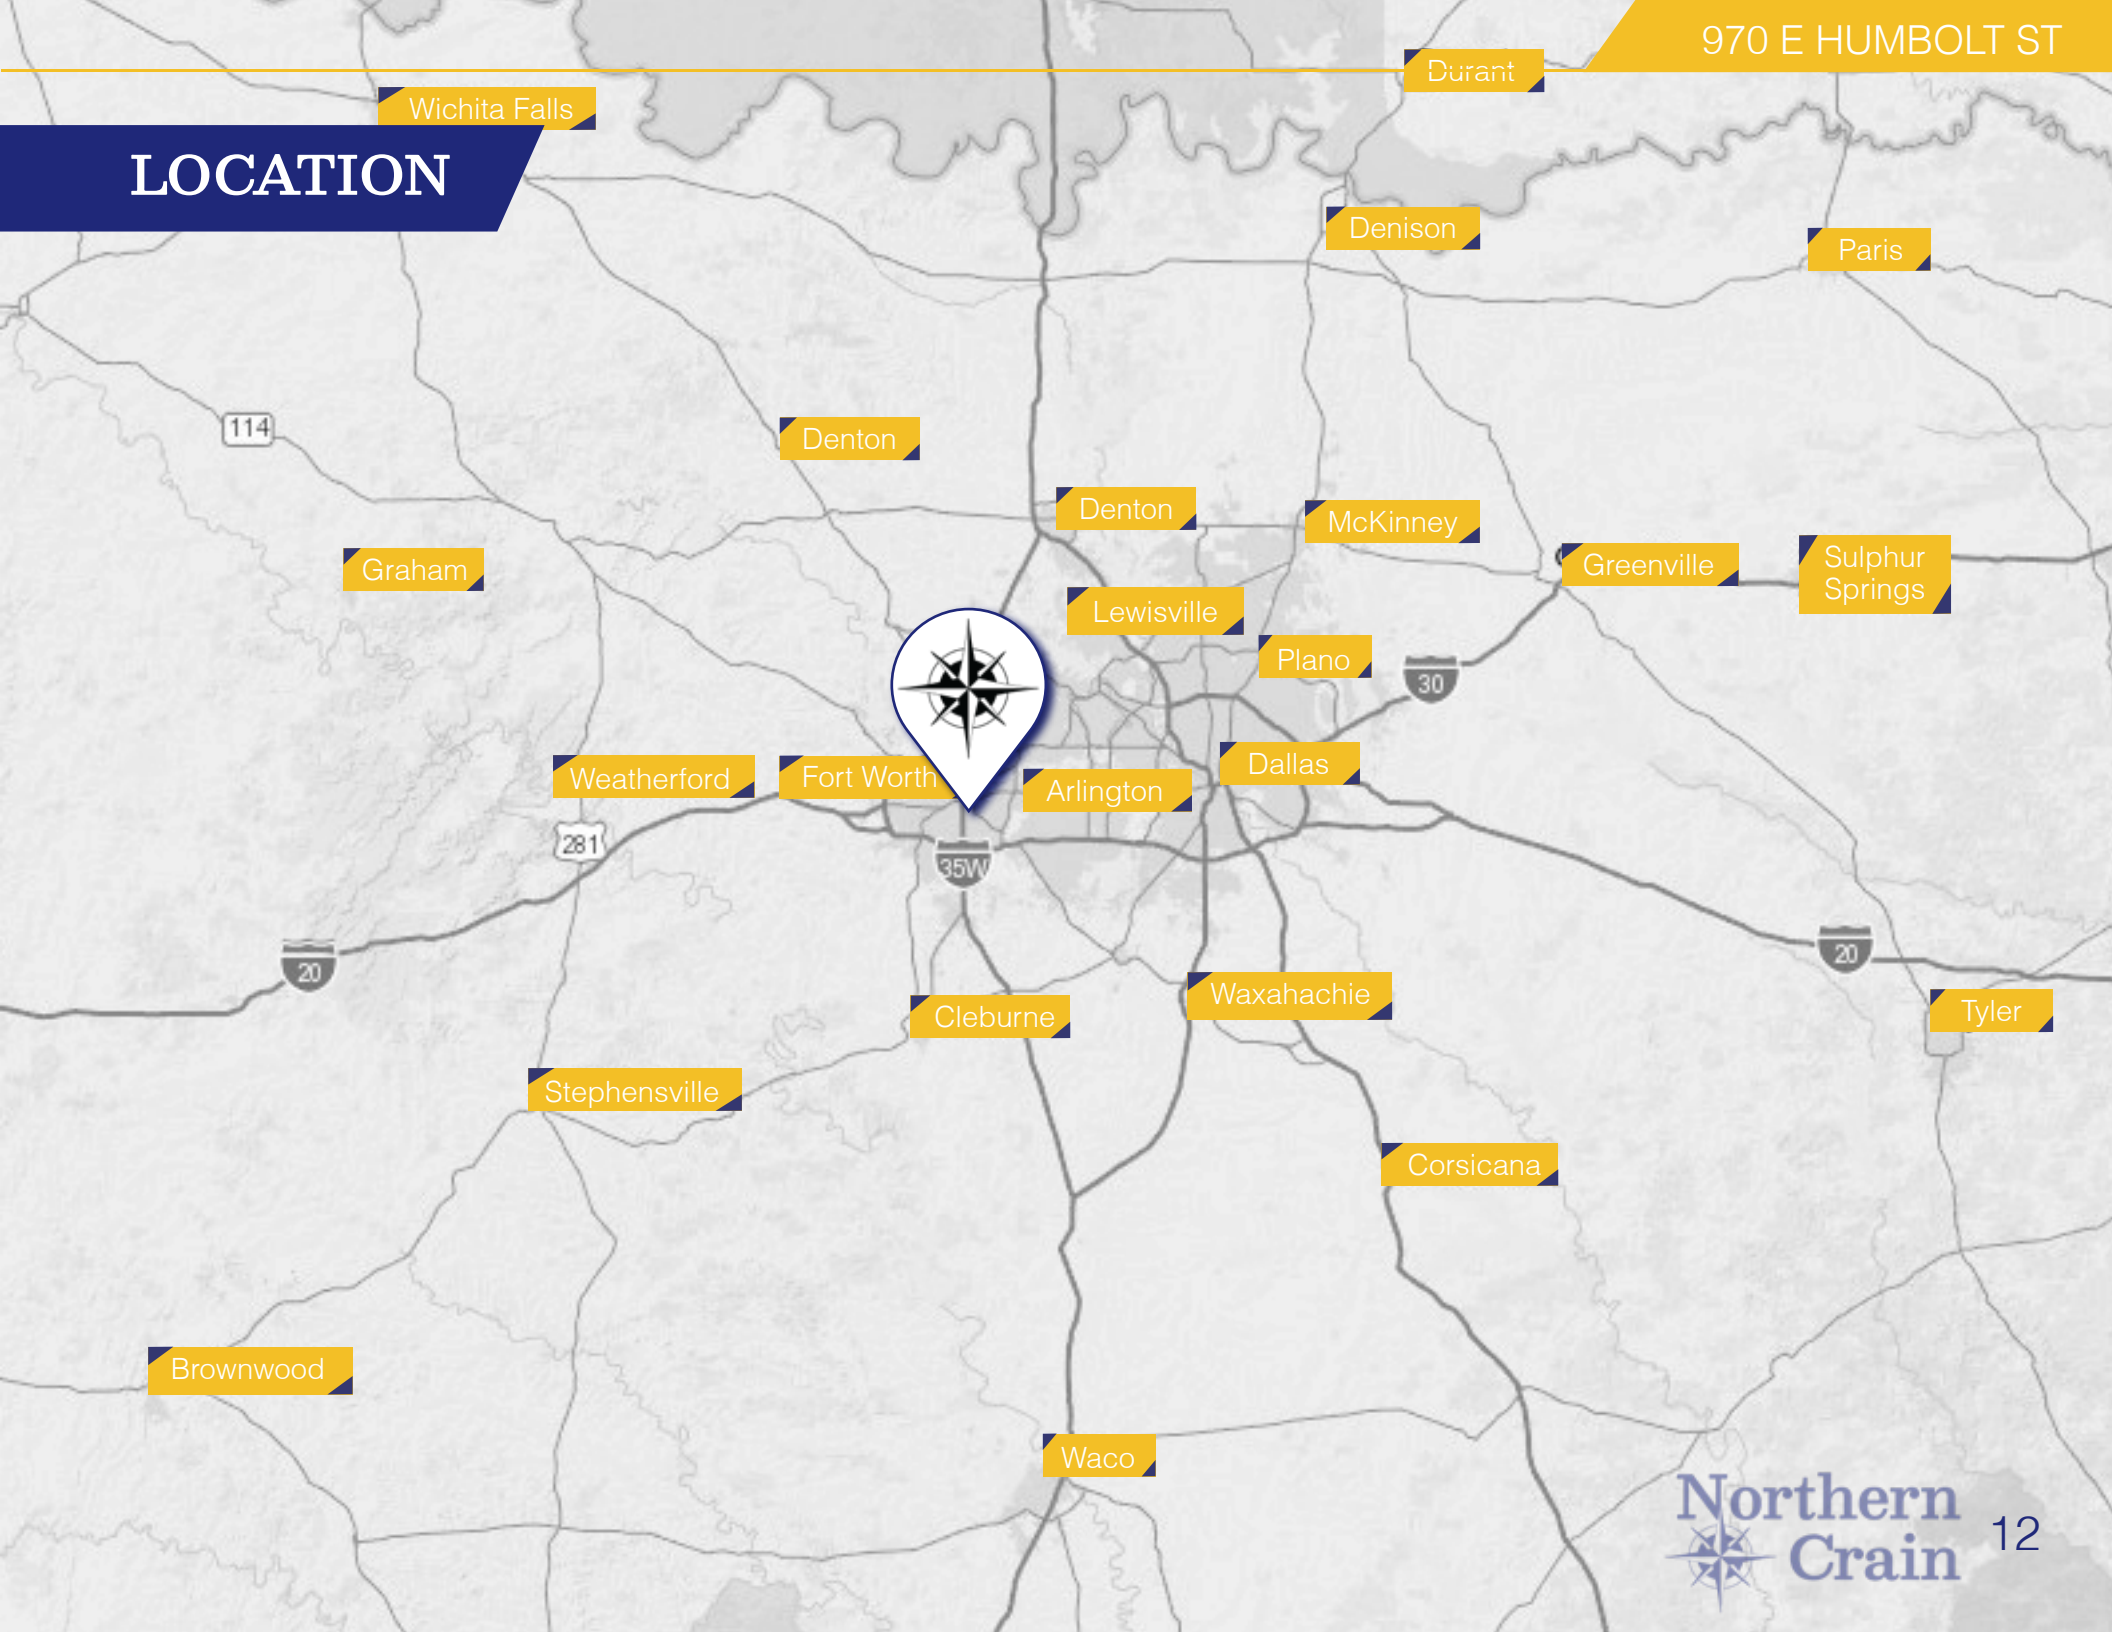 970 E HUMBOLT ST
Durant
Wichita Falls
LOCATION
Denison
Paris
114
Denton
Denton
McKinney
Graham
Greenville
Sulphur
Springs
Lewisville
Plano
30
Weatherford
Fort Worth
Arlington
Dallas
281
35W
20
20
Cleburne
Waxahachie
Tyler
Stephensville
Corsicana
Brownwood
Waco
Northern
Crain
12